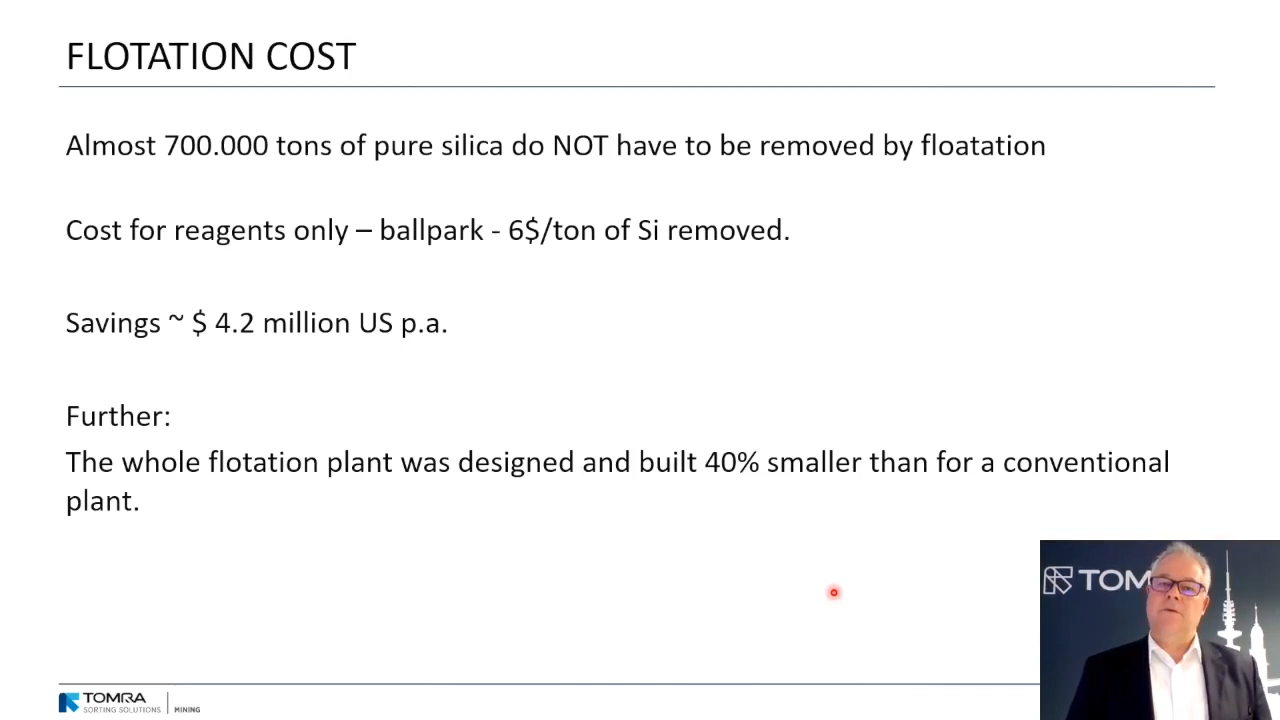 FLOTATION COST
Almost 700.000 tons of pure silica do NOT have to be removed by floatation
Cost for reagents only – ballpark - 6$/ton of Si removed.
Savings ~ $ 4.2 million US p.a.
Further:
The whole flotation plant was designed and built 40% smaller than for a conventional
plant.
TOM
TOMRA
SORTING SOLUTIONS | MINING